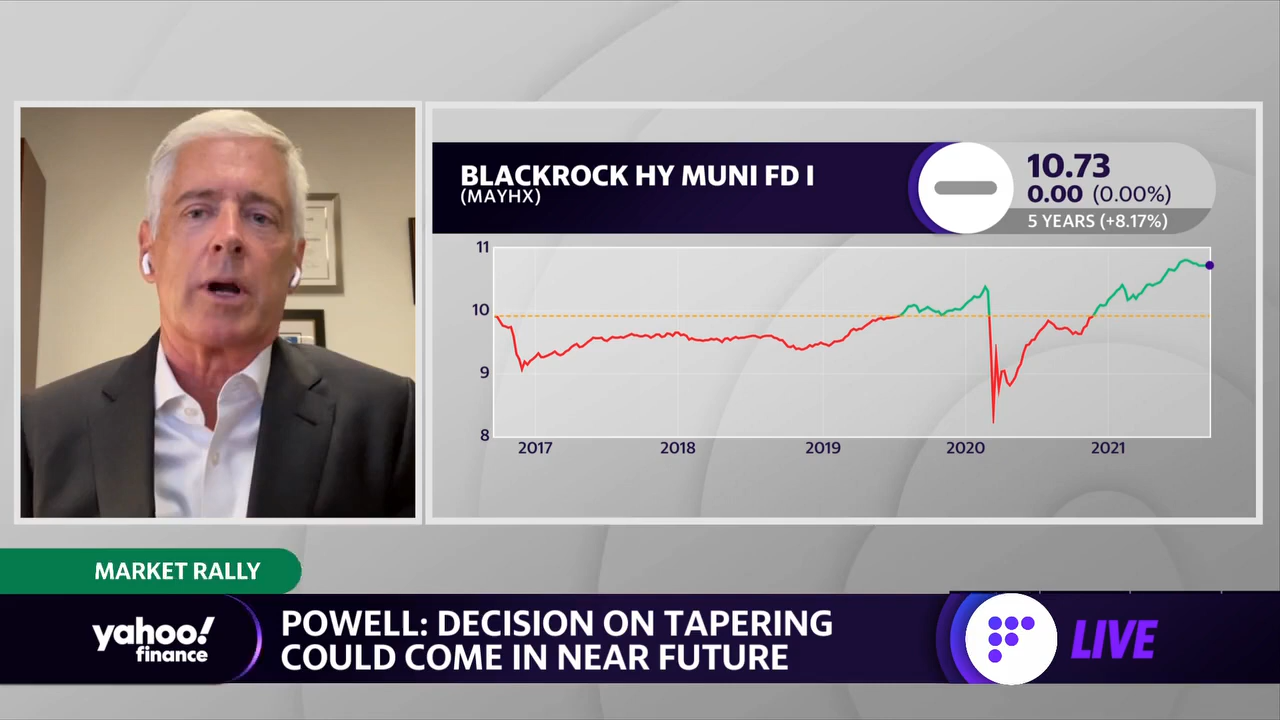 BLACKROCK HY MUNI FD I
(MAYHX)
10.73
0.00 (0.00%)
5 YEARS (+8.17%)
11
10
9
8
2017 2018 2019 2020 2021
MARKET RALLY
yahoo!
finance
POWELL: DECISION ON TAPERING
COULD COME IN NEAR FUTURE
LIVE